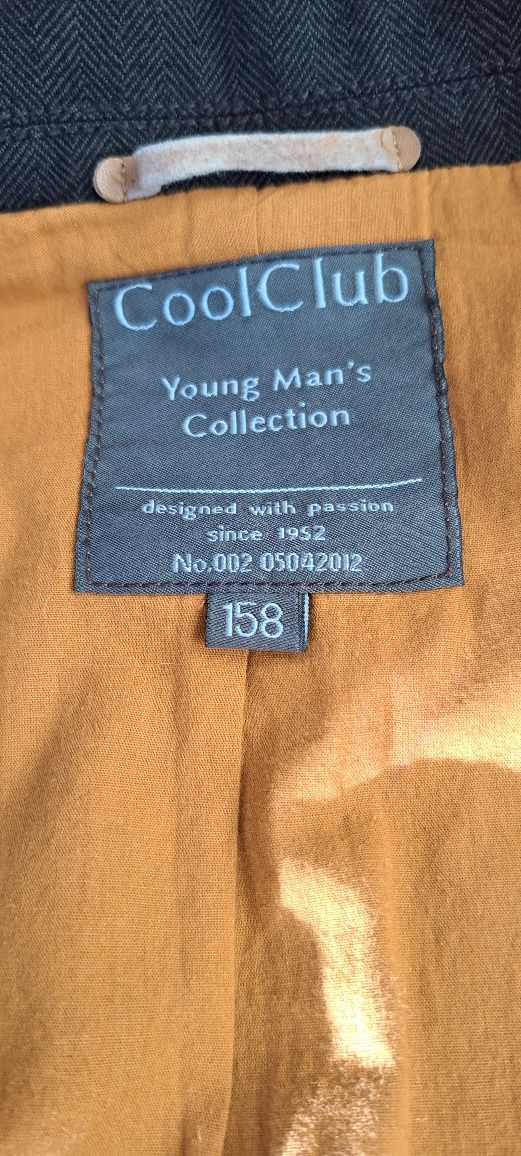 CoolClub
Young Man's
Collection
designed with passion
since 1952
No.002 05042012
158